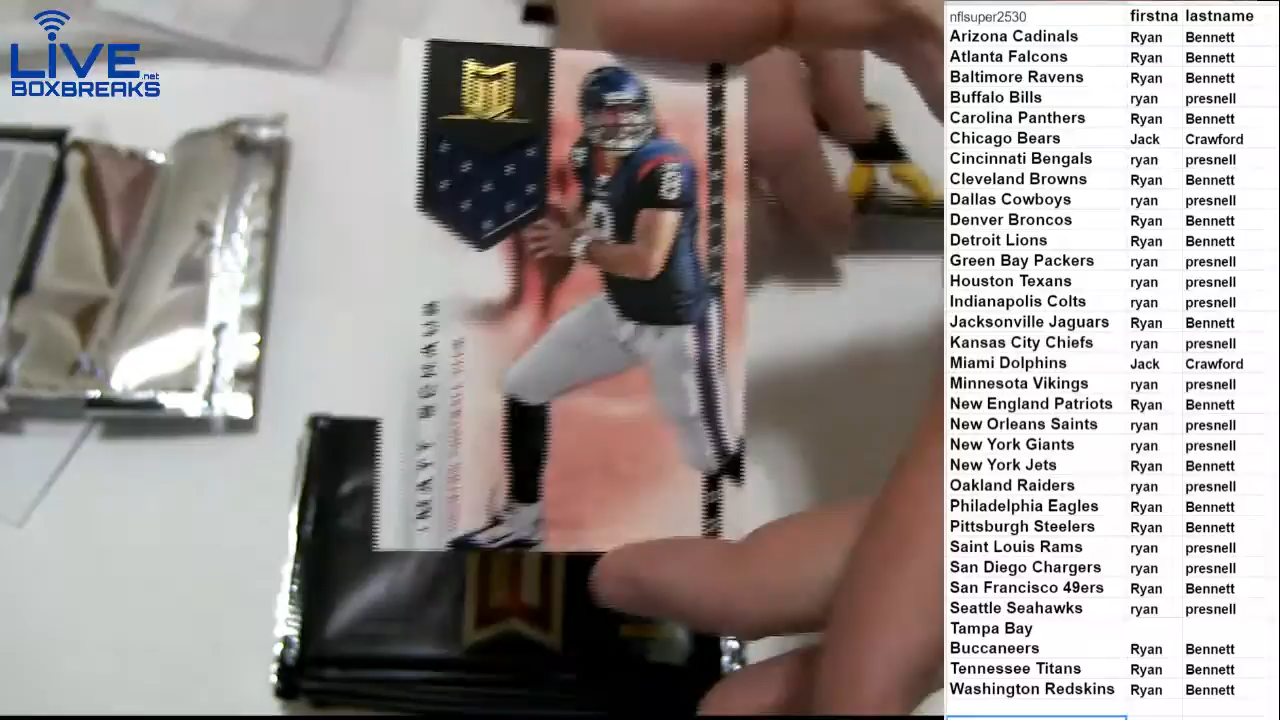 LIVE.net
BOXBREAKS
8
nflsuper2530 firstna lastname
Arizona Cadinals Ryan Bennett
Atlanta Falcons Ryan Bennett
Baltimore Ravens Ryan Bennett
Buffalo Bills ryan presnell
Carolina Panthers Ryan Bennett
Chicago Bears Jack Crawford
Cincinnati Bengals ryan presnell
Cleveland Browns Ryan Bennett
Dallas Cowboys ryan presnell
Denver Broncos Ryan Bennett
Detroit Lions Ryan Bennett
Green Bay Packers ryan presnell
Houston Texans ryan presnell
Indianapolis Colts ryan presnell
Jacksonville Jaguars Ryan Bennett
Kansas City Chiefs ryan presnell
Miami Dolphins Jack Crawford
Minnesota Vikings ryan presnell
New England Patriots Ryan Bennett
New Orleans Saints ryan presnell
New York Giants ryan presnell
New York Jets Ryan Bennett
Oakland Raiders ryan presnell
Philadelphia Eagles Ryan Bennett
Pittsburgh Steelers Ryan Bennett
Saint Louis Rams ryan presnell
San Diego Chargers ryan presnell
San Francisco 49ers Ryan Bennett
Seattle Seahawks ryan presnell
Tampa Bay
Buccaneers Ryan Bennett
Tennessee Titans Ryan Bennett
Washington Redskins Ryan Bennett